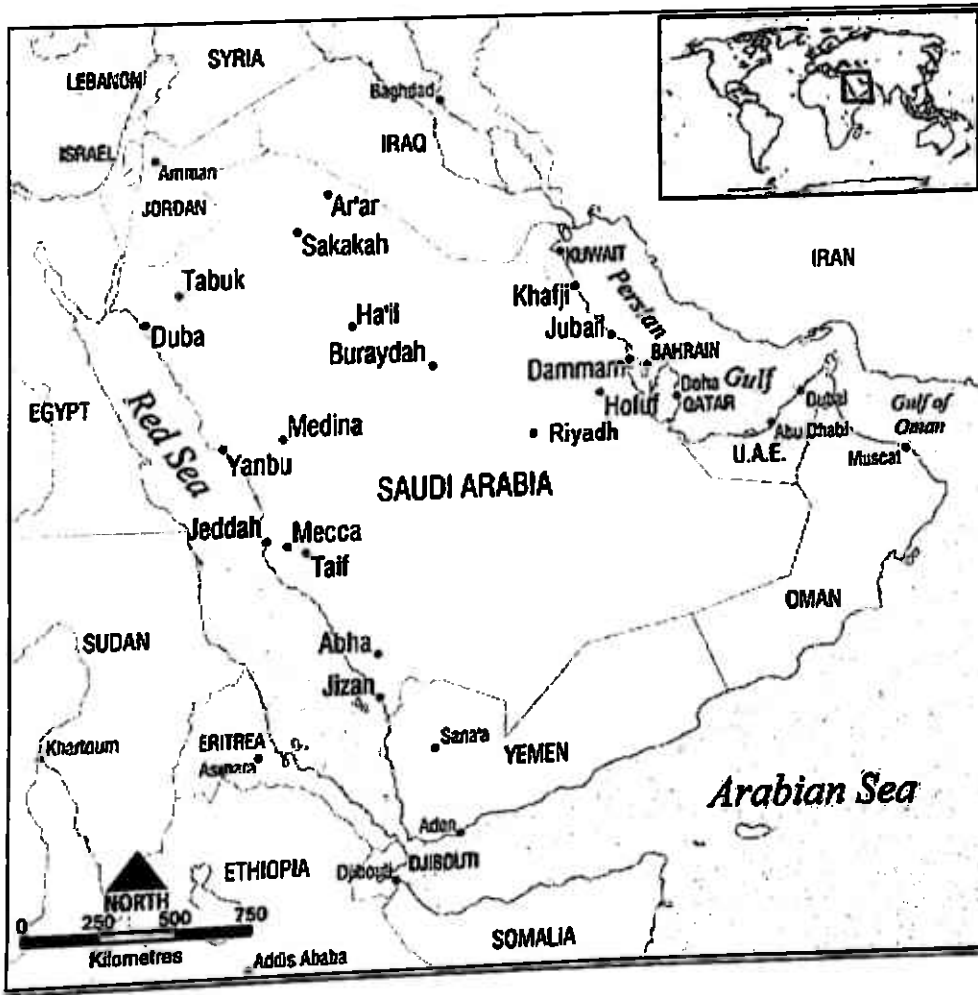 SYRIA
LEBANON
Baghdad
ISRAEL
IRAQ
Amman
JORDAN
Ar'ar
Sakakah
KUWAIT
IRAN
Tabuk
Khafji
Persian
Ha'il
Duba
Jubail
Buraydah
BAHRAIN
Dammam
Doha
Gulf
QATAR
Holuf
Dubai
EGYPT
Red Sea
Gulf of
Oman
Medina
Riyadh
Abu Dhabi
U.A.E.
Muscat
Yanbu
SAUDI ARABIA
Jeddah
Mecca
Taif
OMAN
SUDAN
Abha
Jizan
Khartoum
ERITREA
Sana'a
YEMEN
Asmara
Arabian Sea
Aden
ETHIOPIA
DJIBOUTI
Djibouti
NORTH
0 250 500 750
Kilometres
SOMALIA
Addis Ababa